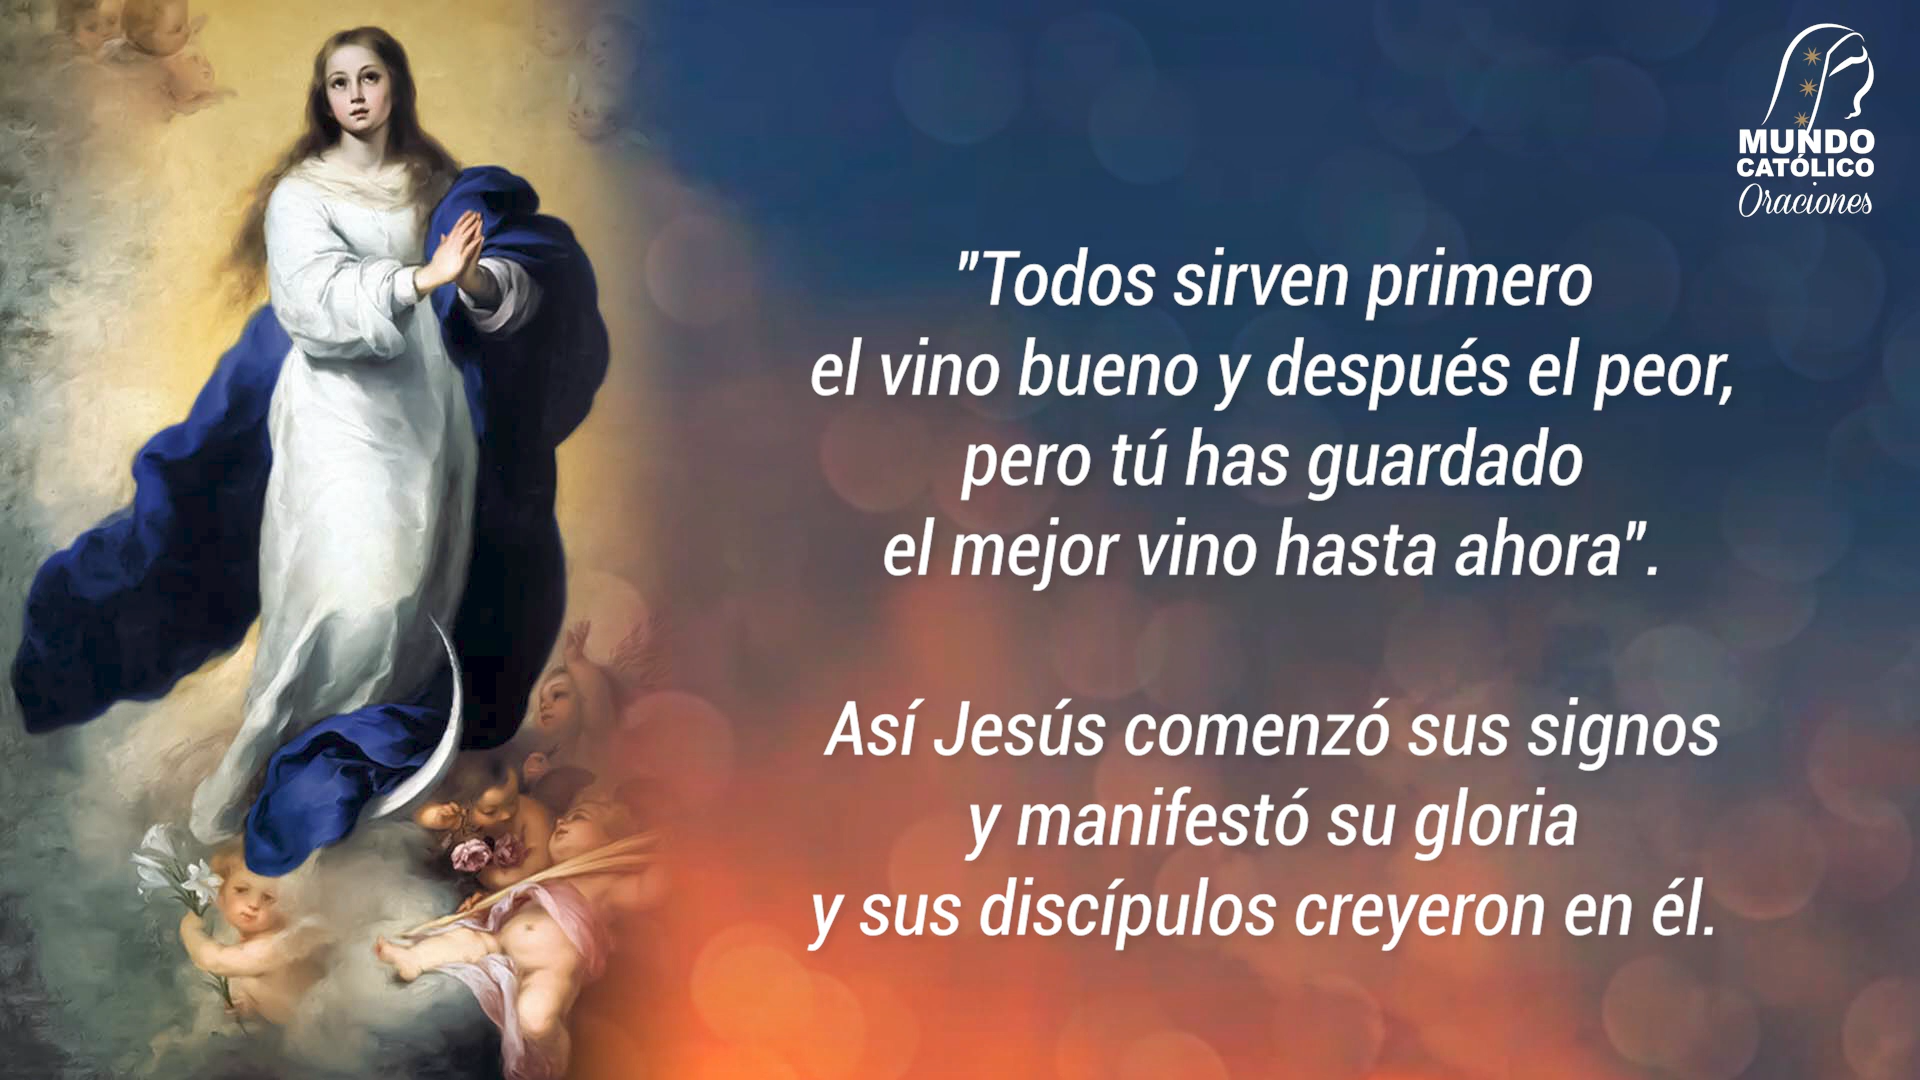 MUNDO
CATÓLICO
Oraciones
"Todos sirven primero
el vino bueno y después el peor,
pero tú has guardado
el mejor vino hasta ahora".
Así Jesús comenzó sus signos
y manifestó su gloria
y sus discípulos creyeron en él.